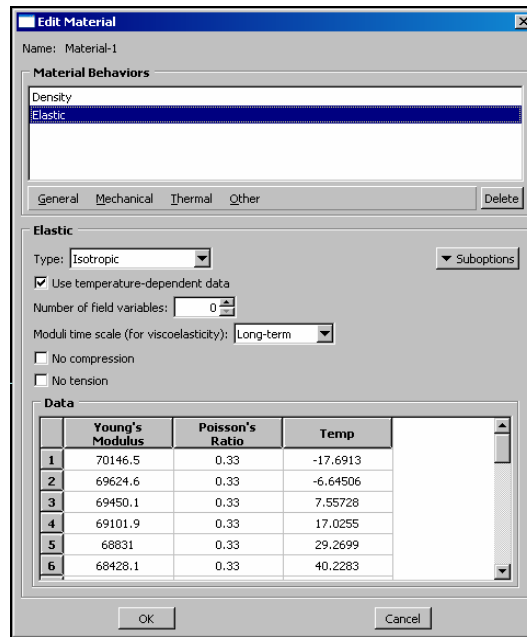 Edit Material
Name: Material-1
Material Behaviors
Density
Elastic
General Mechanical Thermal Other Delete
Elastic
Type: Isotropic Suboptions
Use temperature-dependent data
Number of field variables: 0
Moduli time scale (for viscoelasticity): Long-term
No compression
No tension
Data
Young's Modulus Poisson's Ratio Temp
1 70146.5 0.33 -17.6913
2 69624.6 0.33 -6.64506
3 69450.1 0.33 7.55728
4 69101.9 0.33 17.0255
5 68831 0.33 29.2699
6 68428.1 0.33 40.2283
OK Cancel